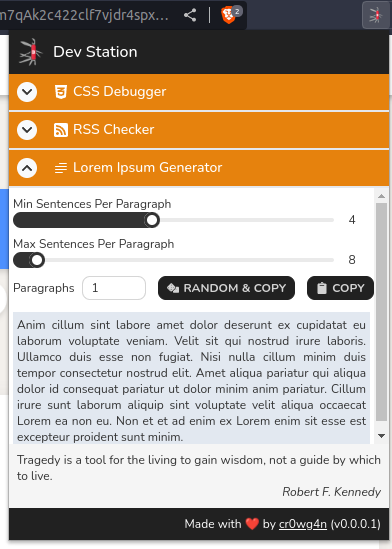 m7qAk2c422clf7vjdr4spx...
2
Dev Station
CSS Debugger
RSS Checker
Lorem Ipsum Generator
Min Sentences Per Paragraph
4
Max Sentences Per Paragraph
8
Paragraphs 1 RANDOM & COPY COPY
Anim cillum sint labore amet dolor deserunt ex cupidatat eu
laborum voluptate veniam. Velit sit qui nostrud irure laboris.
Ullamco duis esse non fugiat. Nisi nulla cillum minim duis
tempor consectetur nostrud elit. Amet aliqua pariatur qui aliqua
dolor id consequat pariatur ut dolor minim anim pariatur. Cillum
irure sunt laborum aliquip sint voluptate velit aliqua occaecat
Lorem ea non eu. Non et et ad enim ex Lorem enim sit esse est
excepteur proident sunt minim.
Tragedy is a tool for the living to gain wisdom, not a guide by which
to live.
Robert F. Kennedy
Made with ❤️ by cr0wg4n (v0.0.0.1)